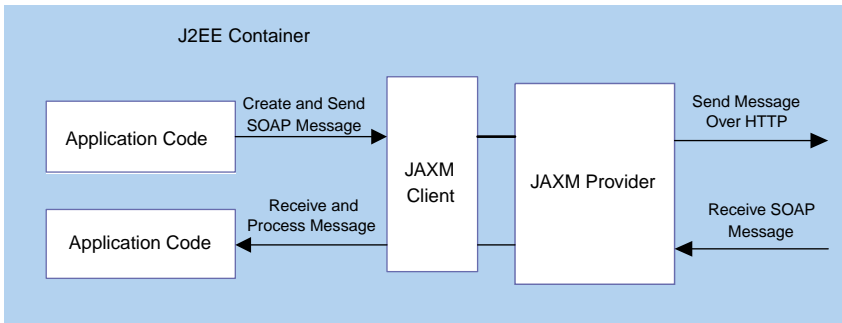 J2EE Container
Create and Send
SOAP Message
Application Code
JAXM
Client
JAXM Provider
Send Message
Over HTTP
Receive and
Process Message
Application Code
Receive SOAP
Message